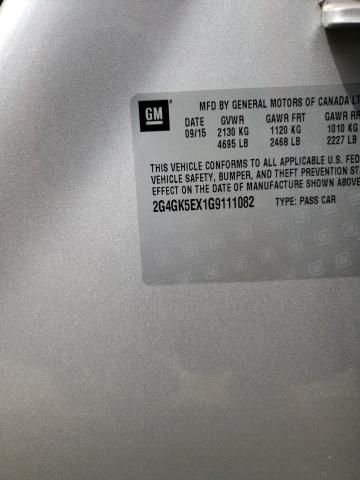 GM
MFD BY GENERAL MOTORS OF CANADA LT
DATE GVWR GAWR FRT GAWR RR
09/15 2130 KG 1120 KG 1010 KG
4695 LB 2468 LB 2227 LB
THIS VEHICLE CONFORMS TO ALL APPLICABLE U.S. FED
VEHICLE SAFETY, BUMPER, AND THEFT PREVENTION ST
EFFECT ON THE DATE OF MANUFACTURE SHOWN ABOVE
2G4GK5EX1G9111082 TYPE: PASS CAR